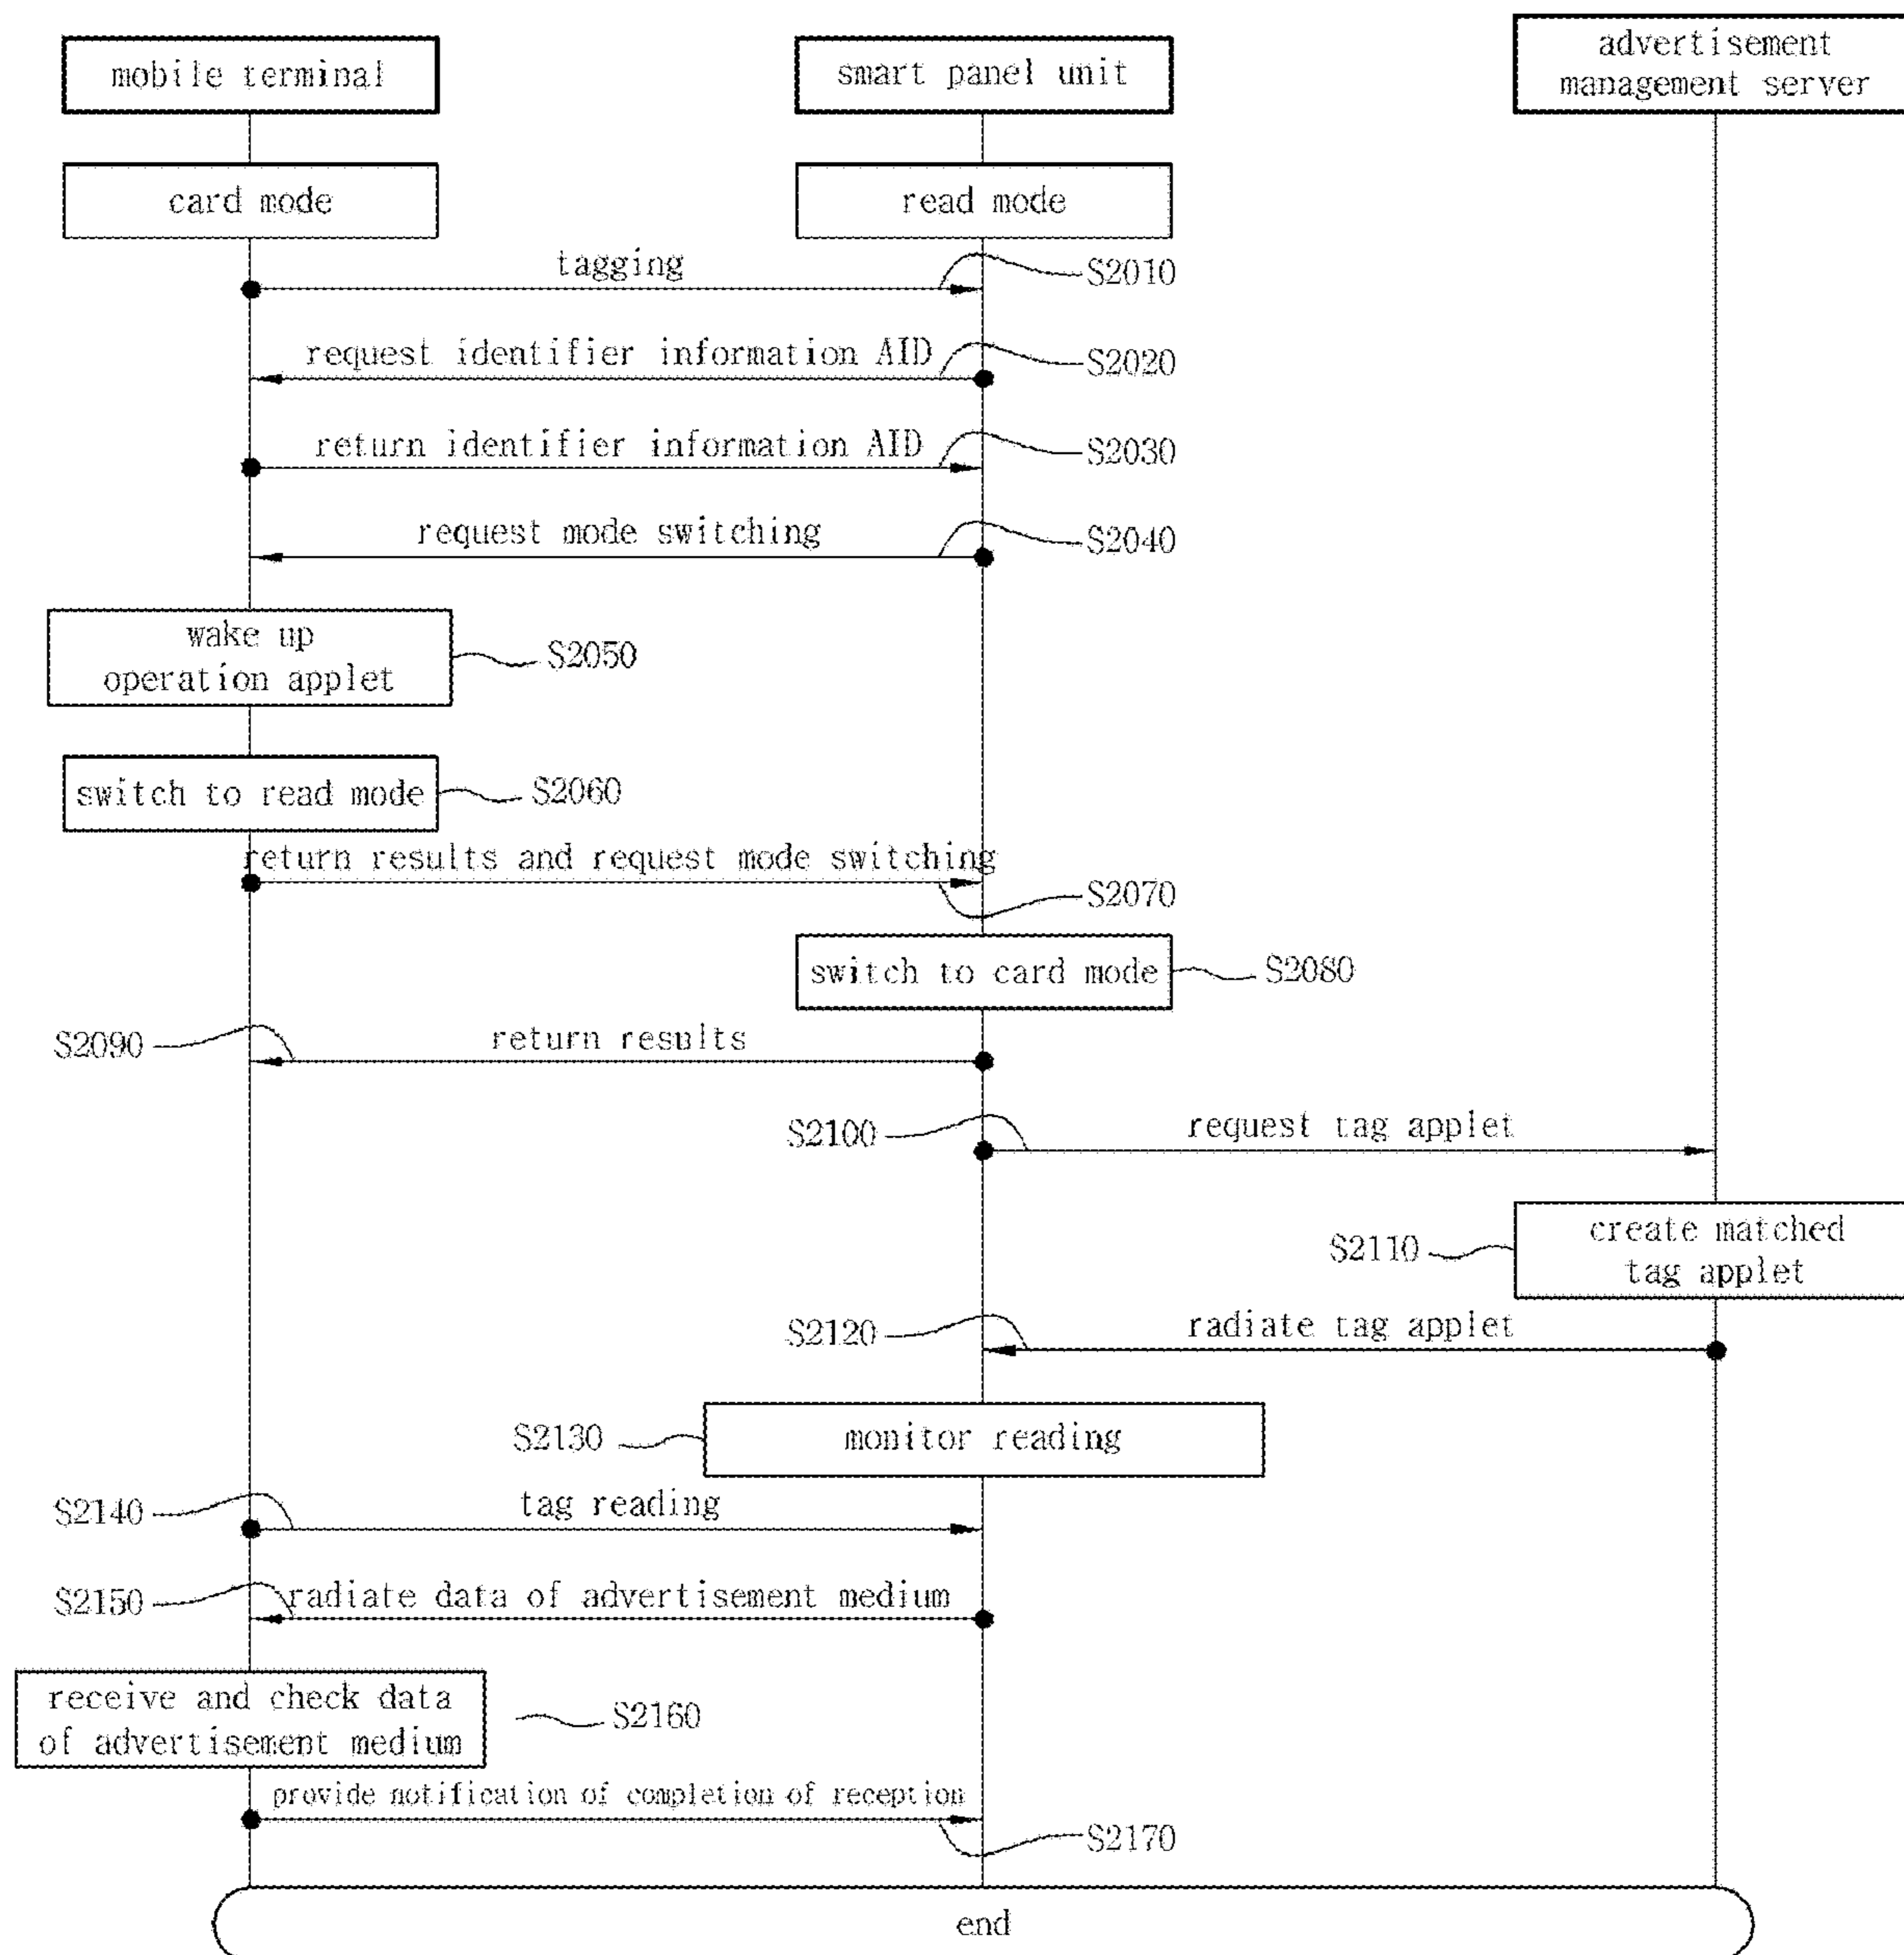 mobile terminal
smart panel unit
advertisement
management server
card mode
read mode
tagging
S2010
request identifier information AID
S2020
return identifier information AID
S2030
request mode switching
S2040
wake up
operation applet
S2050
switch to read mode
S2060
return results and request mode switching
S2070
switch to card mode
S2080
S2090
return results
S2100
request tag applet
S2110
create matched
tag applet
S2120
radiate tag applet
S2130
monitor reading
S2140
tag reading
S2150
radiate data of advertisement medium
receive and check data
of advertisement medium
S2160
provide notification of completion of reception
S2170
end